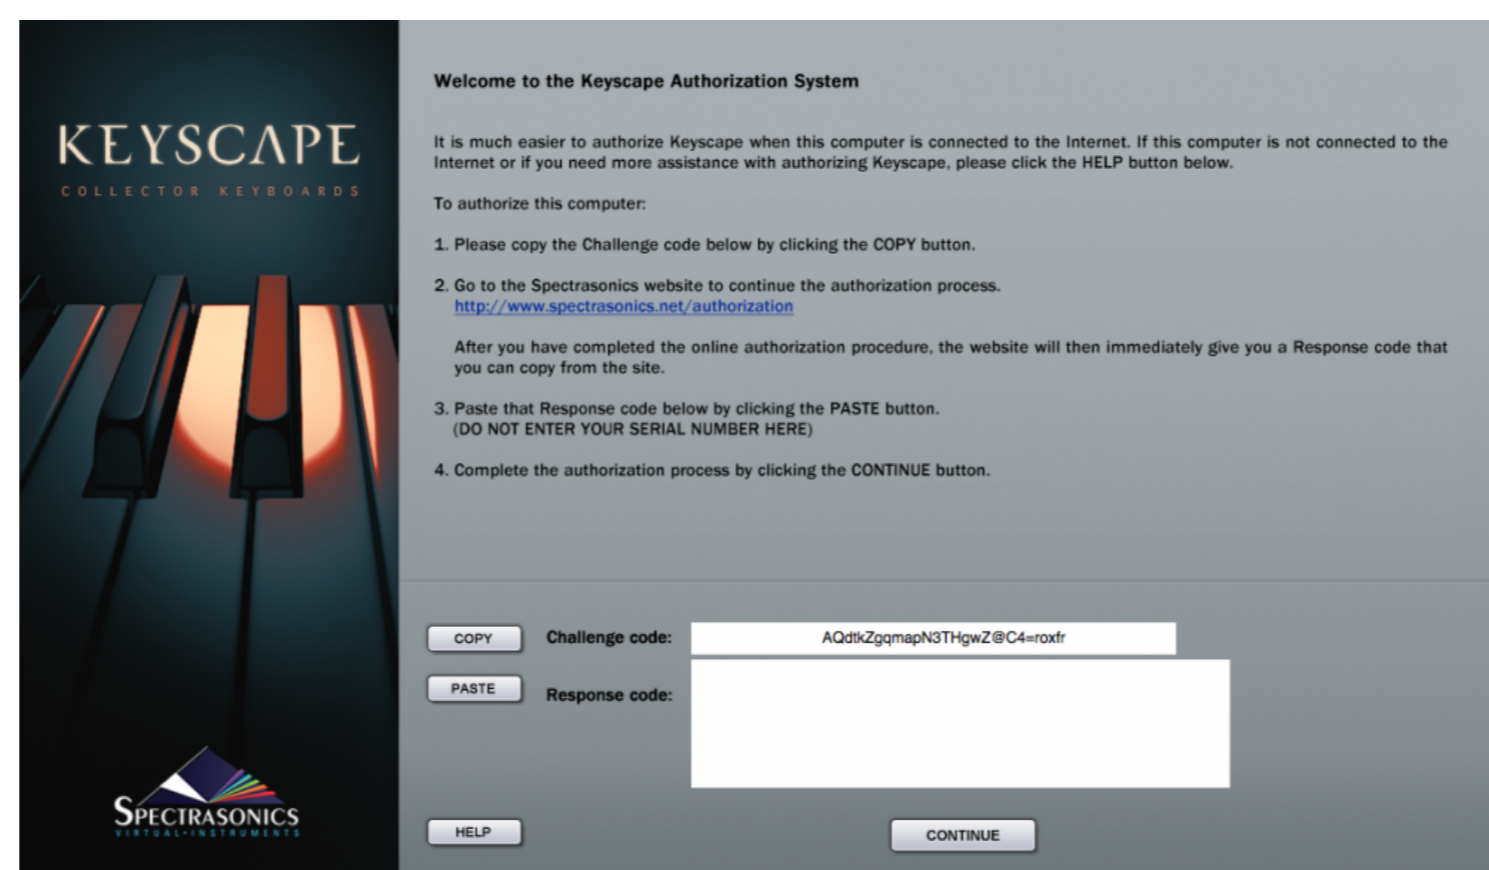 KEYSCAPE
COLLECTOR KEYBOARDS
SPECTRASONICS
VIRTUAL•INSTRUMENTS
Welcome to the Keyscape Authorization System
It is much easier to authorize Keyscape when this computer is connected to the Internet. If this computer is not connected to the
Internet or if you need more assistance with authorizing Keyscape, please click the HELP button below.
To authorize this computer:
1. Please copy the Challenge code below by clicking the COPY button.
2. Go to the Spectrasonics website to continue the authorization process.
http://www.spectrasonics.net/authorization
After you have completed the online authorization procedure, the website will then immediately give you a Response code that
you can copy from the site.
3. Paste that Response code below by clicking the PASTE button.
(DO NOT ENTER YOUR SERIAL NUMBER HERE)
4. Complete the authorization process by clicking the CONTINUE button.
COPY Challenge code: AQdtkZgqmapN3THgwZ@C4=roxfr
PASTE Response code:
HELP CONTINUE